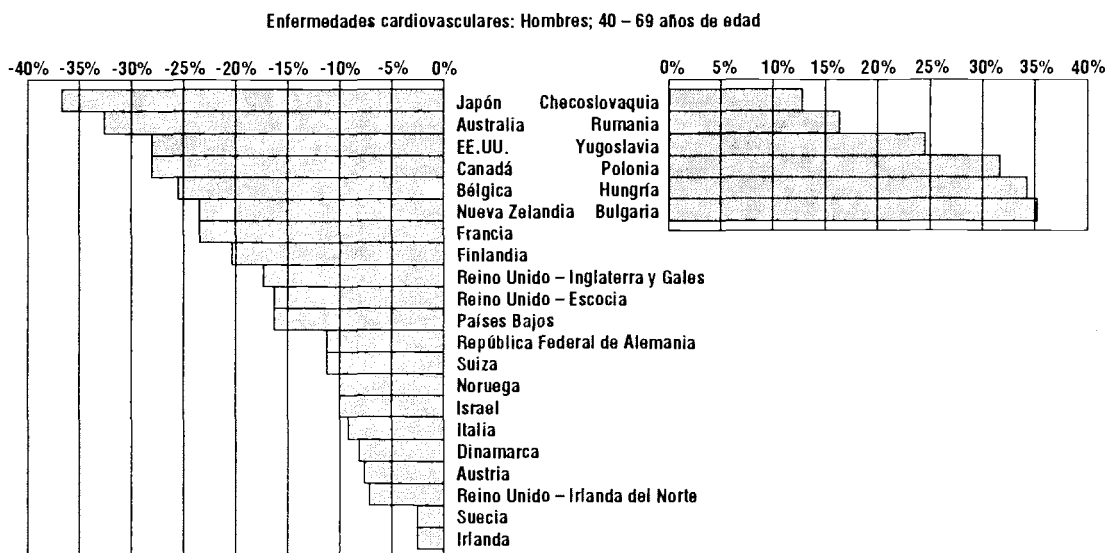 Enfermedades cardiovasculares: Hombres; 40 – 69 años de edad
-40% -35% -30% -25% -20% -15% -10% -5% 0% 0% 5% 10% 15% 20% 25% 30% 35% 40%
Japón Checoslovaquia
Australia Rumania
EE.UU. Yugoslavia
Canadá Polonia
Bélgica Hungría
Nueva Zelandia Bulgaria
Francia
Finlandia
Reino Unido – Inglaterra y Gales
Reino Unido – Escocia
Países Bajos
República Federal de Alemania
Suiza
Noruega
Israel
Italia
Dinamarca
Austria
Reino Unido – Irlanda del Norte
Suecia
Irlanda